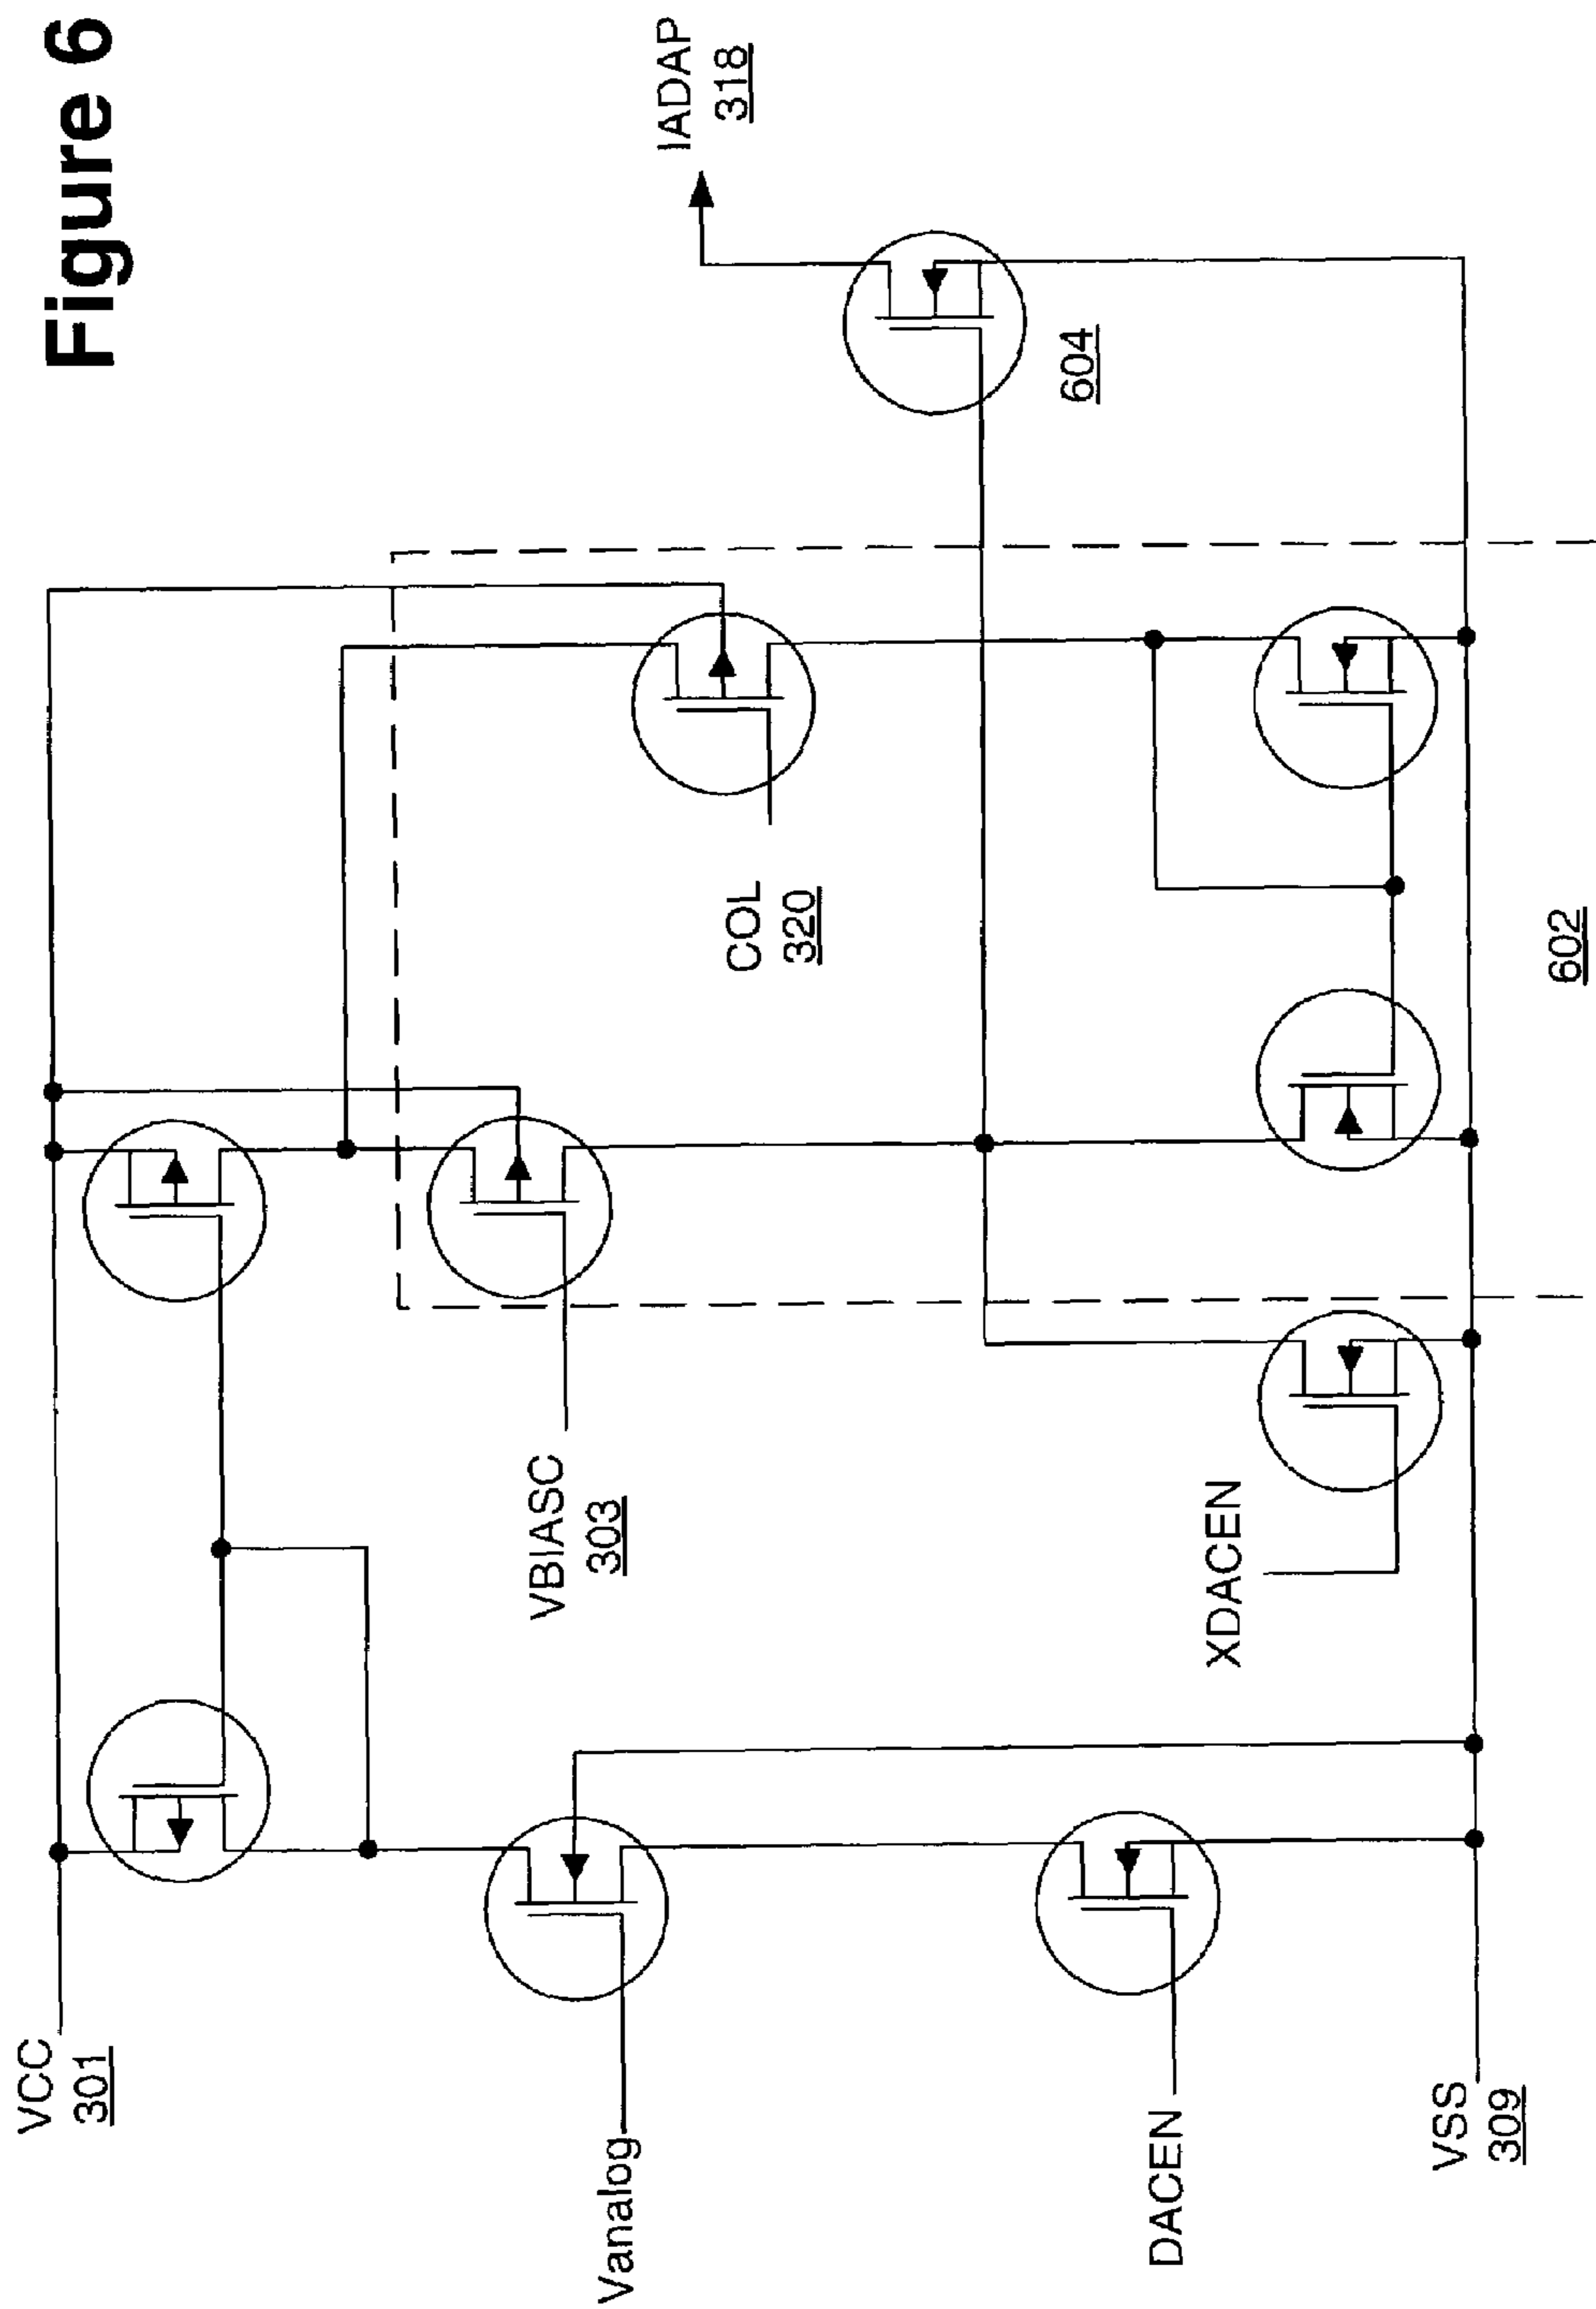 Figure 6
VCC
301
Vanalog
DACEN
VSS
309
VBIASC
303
XDACEN
COL
320
602
604
IADAP
318